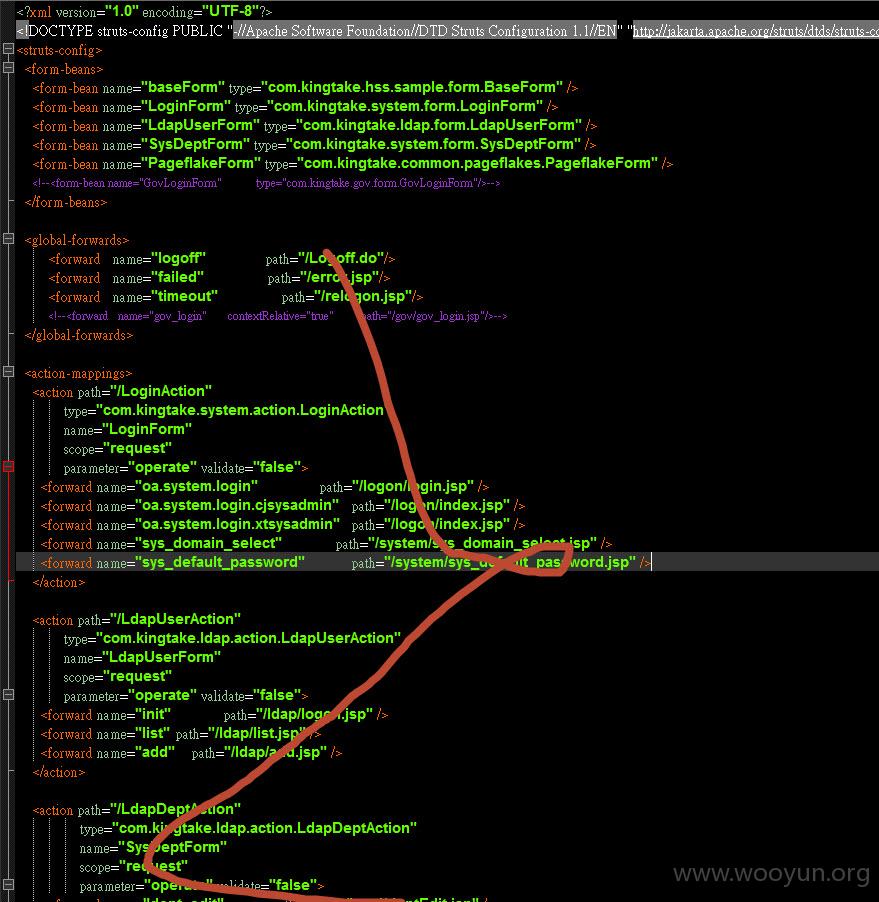 <?xml version="1.0" encoding="UTF-8"?>
<!DOCTYPE struts-config PUBLIC "-//Apache Software Foundation//DTD Struts Configuration 1.1//EN" "http://jakarta.apache.org/struts/dtds/struts-co
<struts-config>
<form-beans>
<form-bean name="baseForm" type="com.kingtake.hss.sample.form.BaseForm" />
<form-bean name="LoginForm" type="com.kingtake.system.form.LoginForm" />
<form-bean name="LdapUserForm" type="com.kingtake.ldap.form.LdapUserForm" />
<form-bean name="SysDeptForm" type="com.kingtake.system.form.SysDeptForm" />
<form-bean name="PageflakeForm" type="com.kingtake.common.pageflakes.PageflakeForm" />
<!--<form-bean name="GovLoginForm" type="com.kingtake.gov.form.GovLoginForm"/>-->
</form-beans>
<global-forwards>
<forward name="logoff" path="/Logoff.do"/>
<forward name="failed" path="/error.jsp"/>
<forward name="timeout" path="/relogon.jsp"/>
<!--<forward name="gov_login" contextRelative="true" path="/gov/gov_login.jsp"/>-->
</global-forwards>
<action-mappings>
<action path="/LoginAction"
type="com.kingtake.system.action.LoginAction
name="LoginForm"
scope="request"
parameter="operate" validate="false">
<forward name="oa.system.login" path="/logon/login.jsp" />
<forward name="oa.system.login.cjsysadmin" path="/logon/index.jsp" />
<forward name="oa.system.login.xtsysadmin" path="/logon/index.jsp" />
<forward name="sys_domain_select" path="/system/sys_domain_select.jsp" />
<forward name="sys_default_password" path="/system/sys_default_password.jsp" />
</action>
<action path="/LdapUserAction"
type="com.kingtake.ldap.action.LdapUserAction"
name="LdapUserForm"
scope="request"
parameter="operate" validate="false">
<forward name="init" path="/ldap/logon.jsp" />
<forward name="list" path="/ldap/list.jsp" />
<forward name="add" path="/ldap/add.jsp" />
</action>
<action path="/LdapDeptAction"
type="com.kingtake.ldap.action.LdapDeptAction"
name="SysDeptForm"
scope="request"
parameter="operate" validate="false">
www.wooyun.org